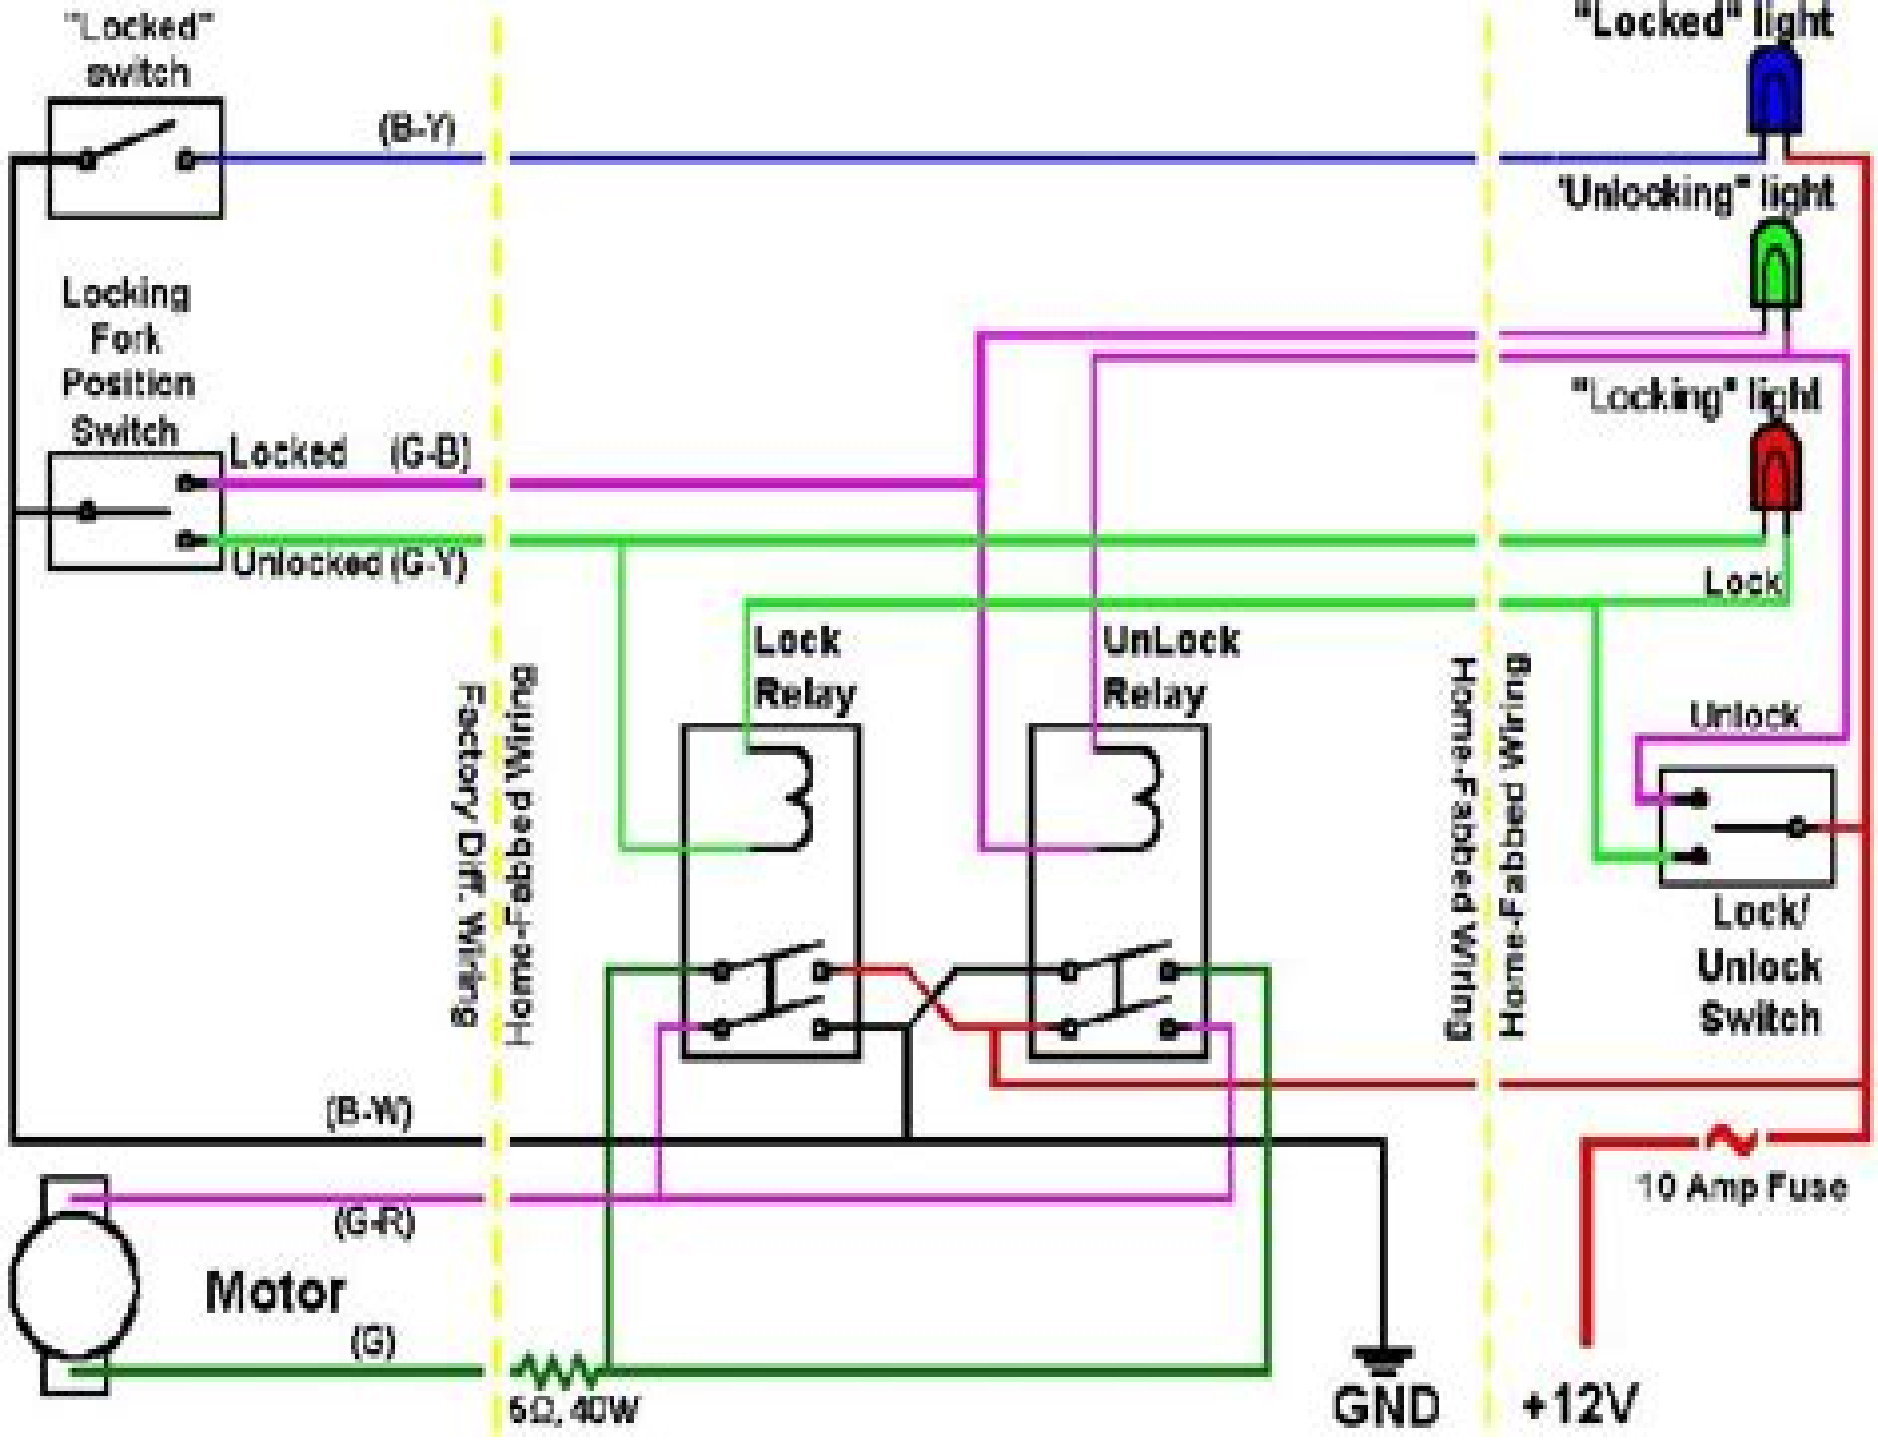 "Locked"
switch
(B-Y)
"Locked" light
'Unlocking" light
Locking
Fork
Position
Switch
Locked (G-B)
Unlocked (G-Y)
"Locking" light
Lock
Lock
Relay
UnLock
Relay
Unlock
Factory Diff. Wiring
Home-Fabbed Wiring
Home-Fabbed Wiring
Home-Fabbed Wiring
Lock/
Unlock
Switch
(B-W)
(G-R)
Motor
(G)
10 Amp Fuse
Ω, 40W
GND
+12V